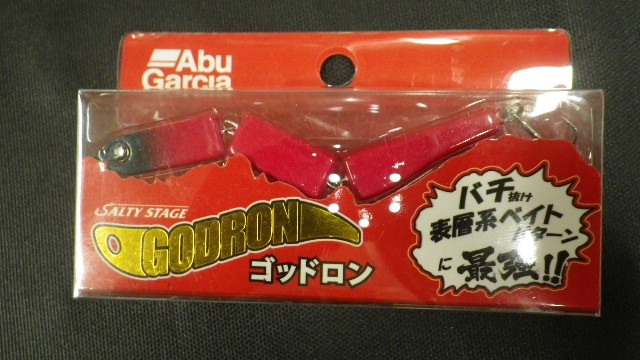 Abu
Garcia
SALTY STAGE
GODRON
ゴッドロン
バチ抜け
表層系ベイト
パターン
に 最強!!